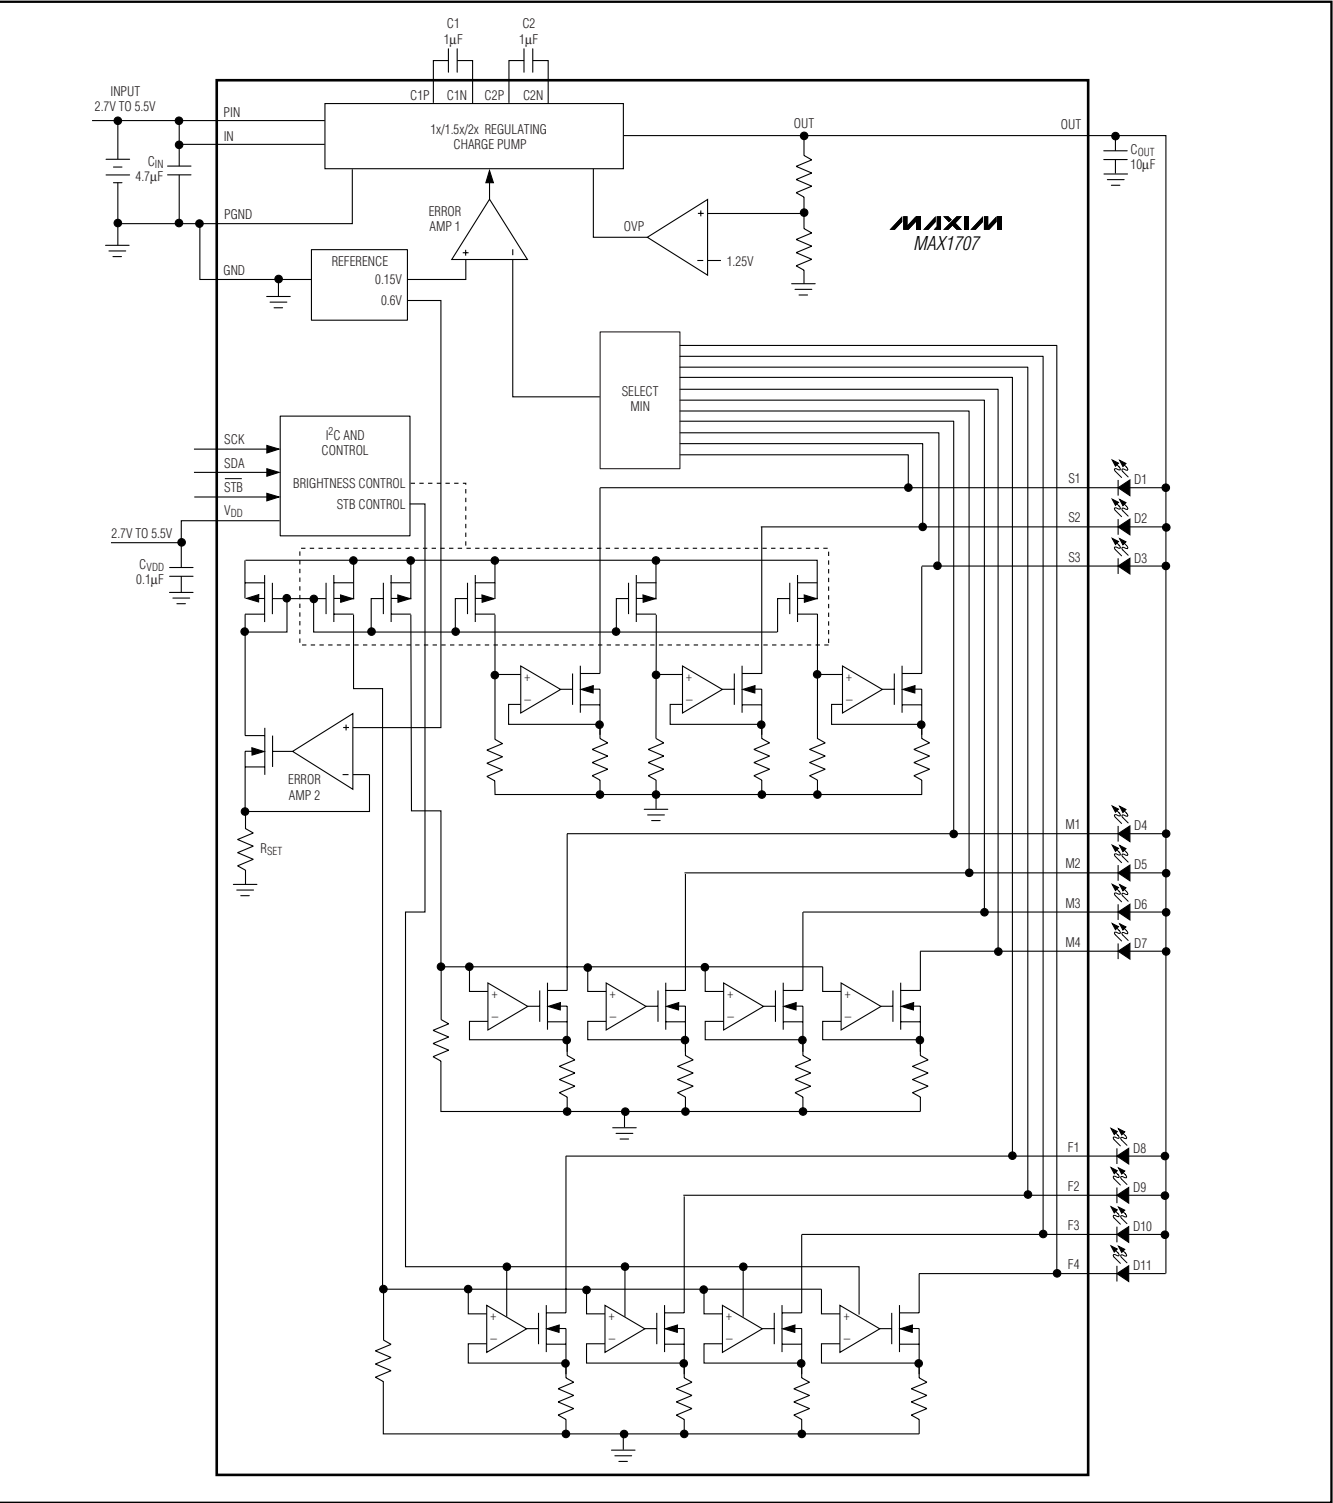 C1
1µF
C2
1µF
INPUT
2.7V TO 5.5V
C1P
C1N
C2P
C2N
PIN
IN
1x/1.5x/2x REGULATING
CHARGE PUMP
OUT
OUT
CIN
4.7µF
COUT
10µF
PGND
ERROR
AMP 1
+
–
OVP
+
–
1.25V
MAXIM
MAX1707
GND
REFERENCE
0.15V
0.6V
SELECT
MIN
SCK
SDA
STB
VDD
I2C AND
CONTROL
BRIGHTNESS CONTROL
STB CONTROL
2.7V TO 5.5V
CVDD
0.1µF
S1
D1
S2
D2
S3
D3
+
–
+
–
+
–
+
–
ERROR
AMP 2
RSET
M1
D4
M2
D5
M3
D6
M4
D7
+
–
+
–
+
–
+
–
F1
D8
F2
D9
F3
D10
F4
D11
+
–
+
–
+
–
+
–